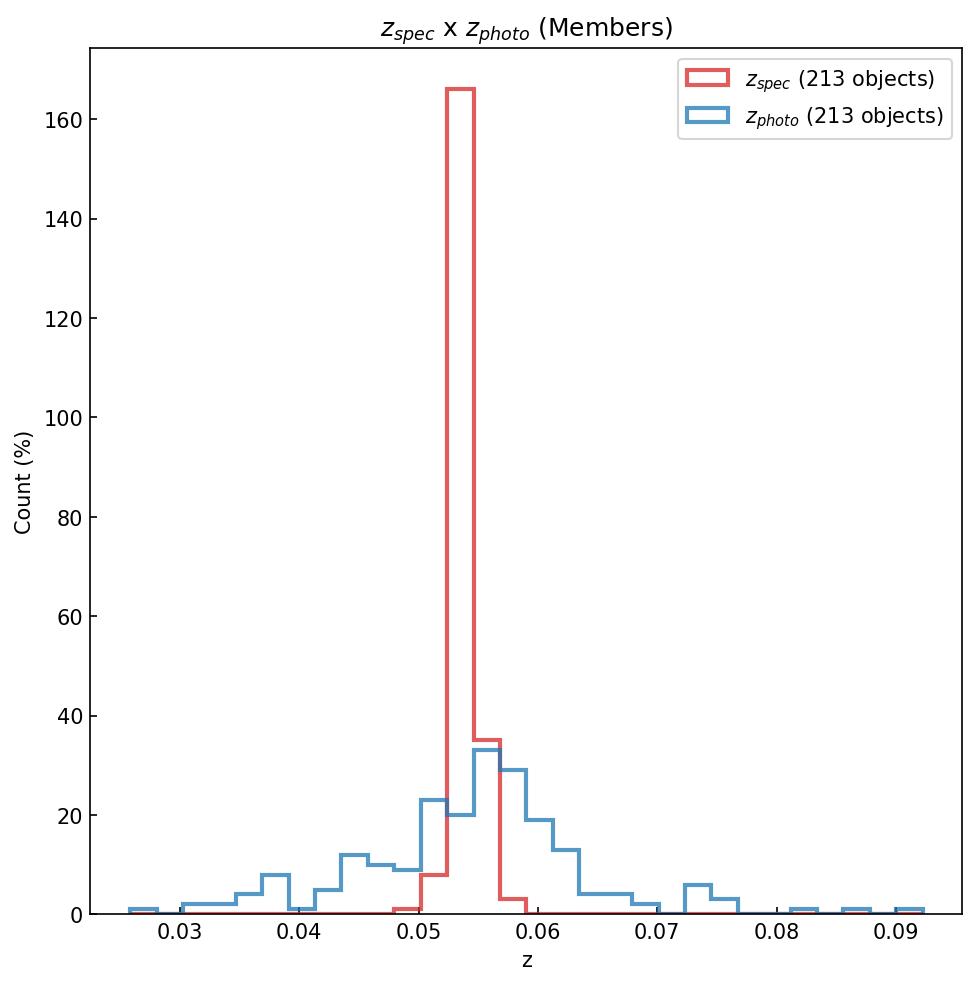 z_spec x z_photo (Members)
z_spec (213 objects)
z_photo (213 objects)
160
140
120
100
80
60
40
20
0
Count (%)
0.03 0.04 0.05 0.06 0.07 0.08 0.09
z